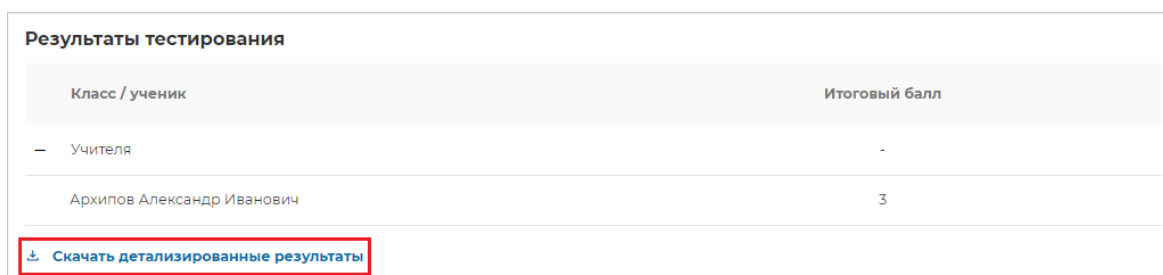 Результаты тестирования
Класс / ученик Итоговый балл
– Учителя -
Архипов Александр Иванович 3
Скачать детализированные результаты